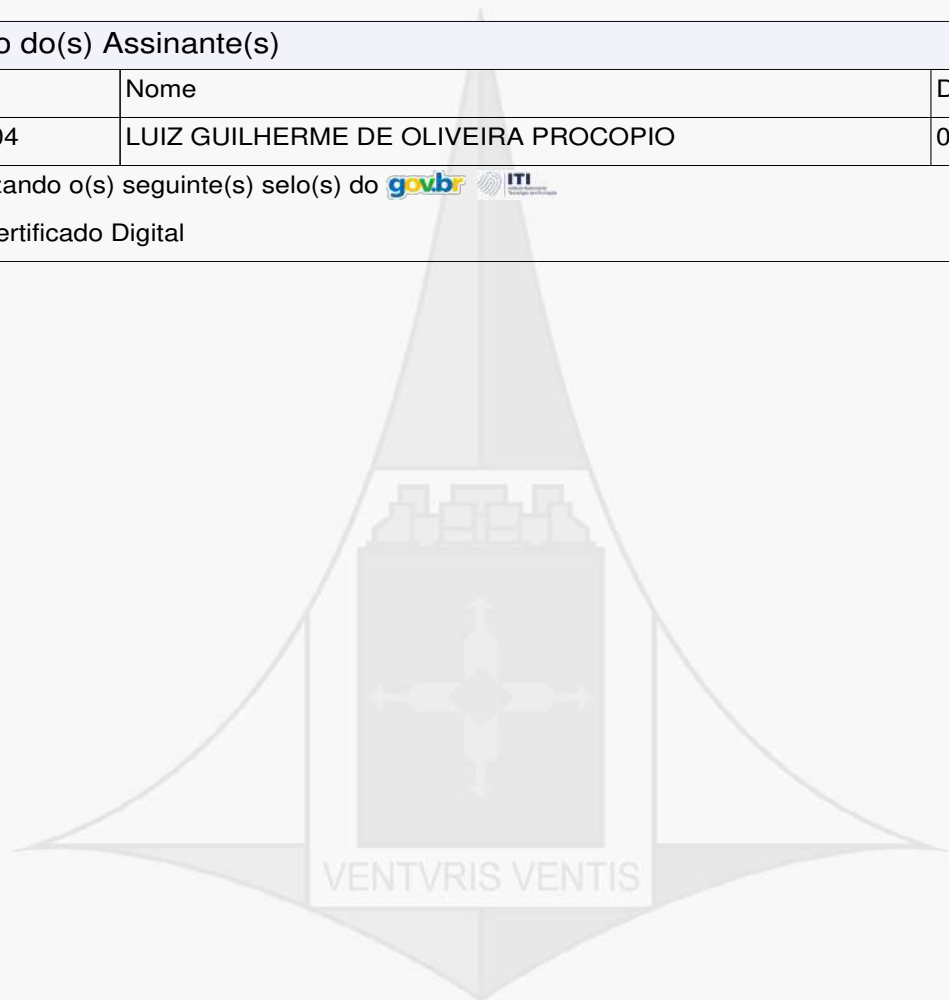 o do(s) Assinante(s)
Nome D
04 LUIZ GUILHERME DE OLIVEIRA PROCOPIO 0
zando o(s) seguinte(s) selo(s) do gov.br ITI
ertificado Digital
VENTVRIS VENTIS